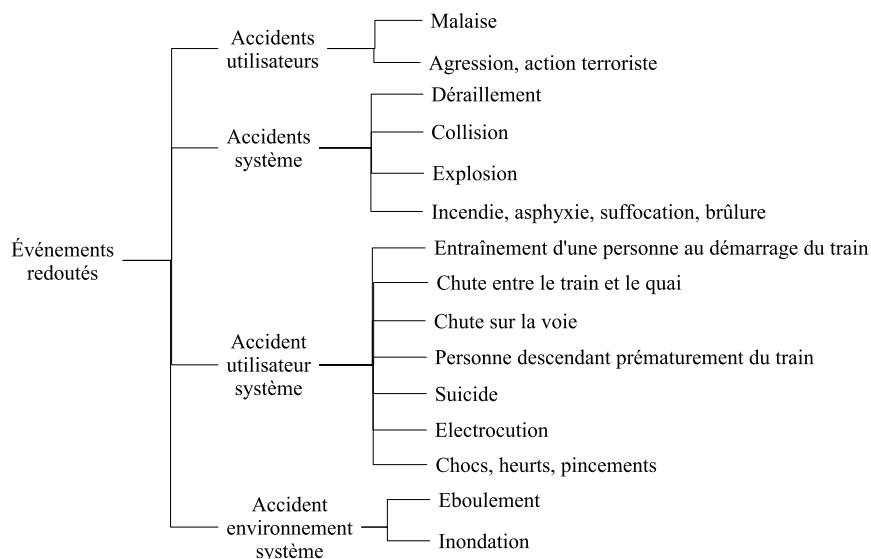 Événements
redoutés
Accidents
utilisateurs
Malaise
Agression, action terroriste
Accidents
système
Déraillement
Collision
Explosion
Incendie, asphyxie, suffocation, brûlure
Accident
utilisateur
système
Entraînement d'une personne au démarrage du train
Chute entre le train et le quai
Chute sur la voie
Personne descendant prématurement du train
Suicide
Electrocution
Chocs, heurts, pincements
Accident
environnement
système
Eboulement
Inondation